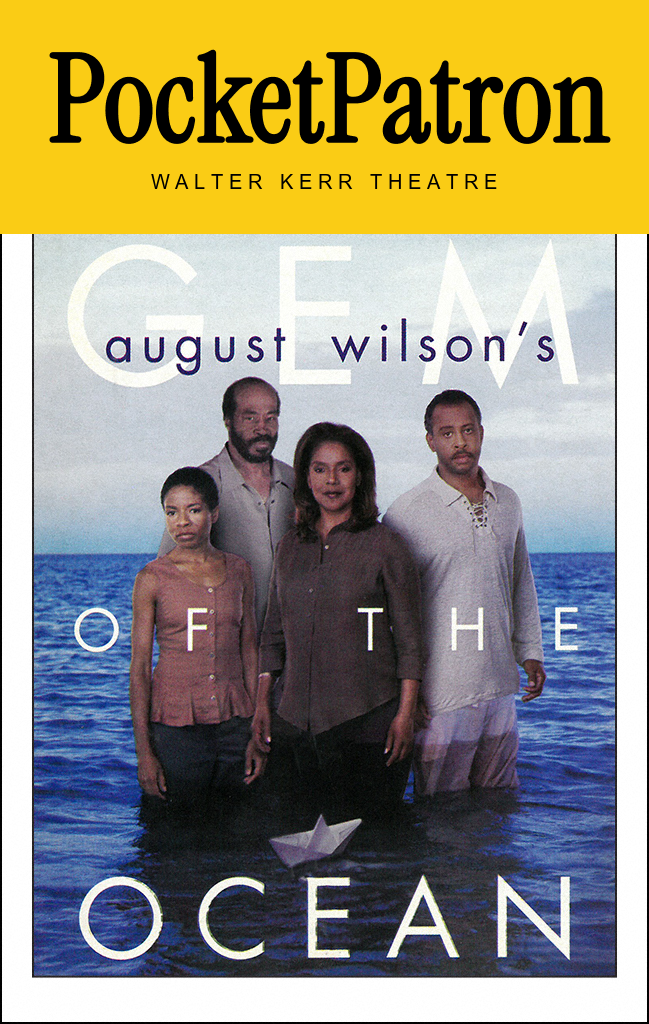 PocketPatron
WALTER KERR THEATRE
GEM
august wilson's
OF THE
OCEAN